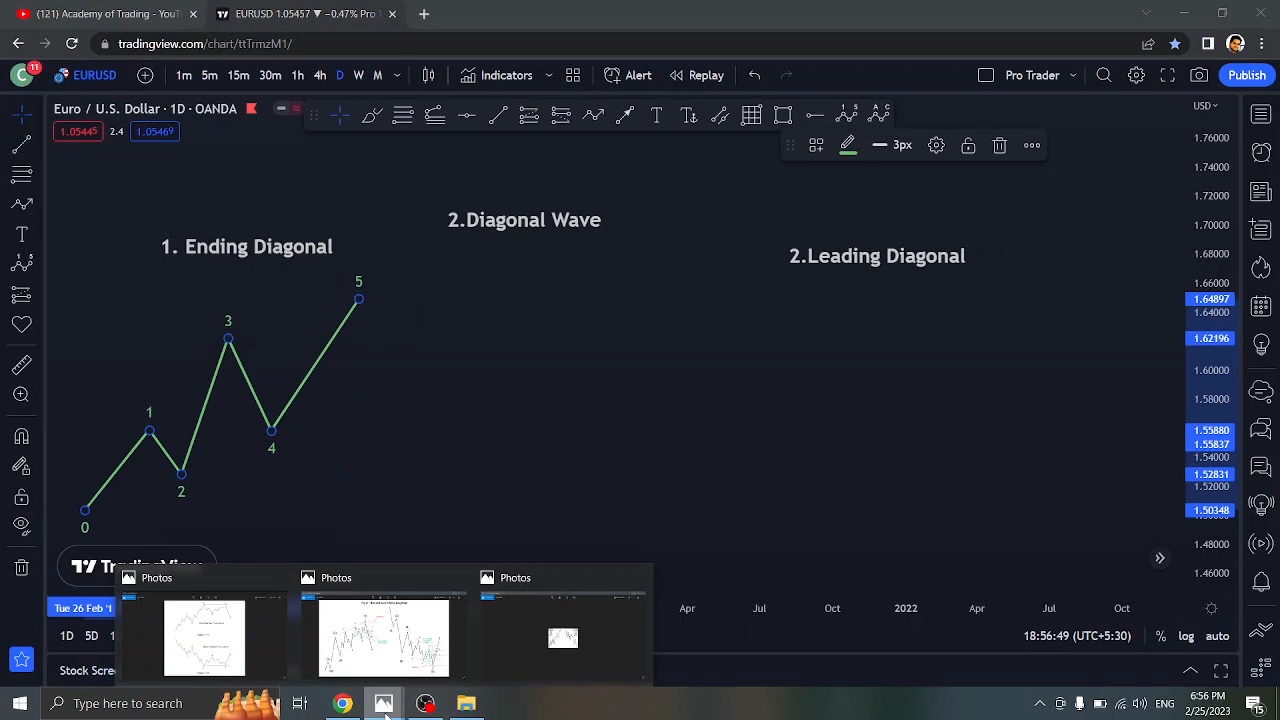 (121) Academy of Trading - YouT
EURUSD 1.05457 ▼ −0.47% Pro T
tradingview.com/chart/ttTrmzM1/
C 11
EURUSD
1m 5m 15m 30m 1h 4h D W M
Indicators
Alert
Replay
Pro Trader
Publish
Euro / U.S. Dollar · 1D · OANDA
1.05445 2.4 1.05469
3px
USD
1.76000
1.74000
1.72000
1.70000
1.68000
1.66000
1.64897
1.64000
1.62196
1.60000
1.58000
1.55880
1.55837
1.54000
1.52831
1.52000
1.50348
1.48000
46000
2.Diagonal Wave
1. Ending Diagonal
2.Leading Diagonal
5
3
1
4
2
0
Photos
Photos
Photos
Tue 26 Feb '1
Apr Jul Oct 2022 Apr Jul Oct
1D 5D
18:56:49 (UTC+5:30) % log auto
Stock Scre
Type here to search
ENG
6:56 PM
2/25/2023